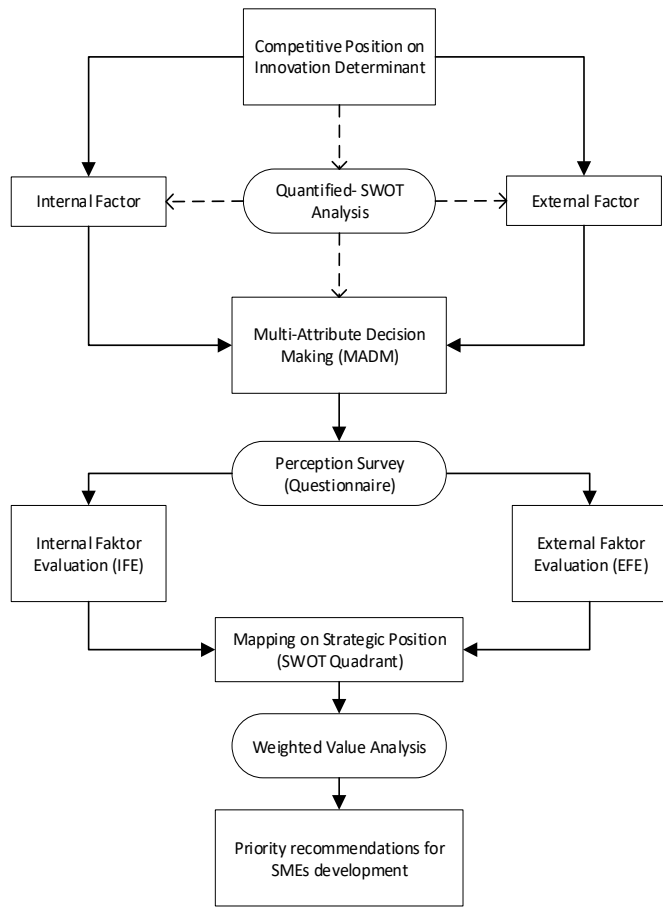 Competitive Position on
Innovation Determinant
Internal Factor
Quantified- SWOT
Analysis
External Factor
Multi-Attribute Decision
Making (MADM)
Perception Survey
(Questionnaire)
Internal Faktor
Evaluation (IFE)
External Faktor
Evaluation (EFE)
Mapping on Strategic Position
(SWOT Quadrant)
Weighted Value Analysis
Priority recommendations for
SMEs development